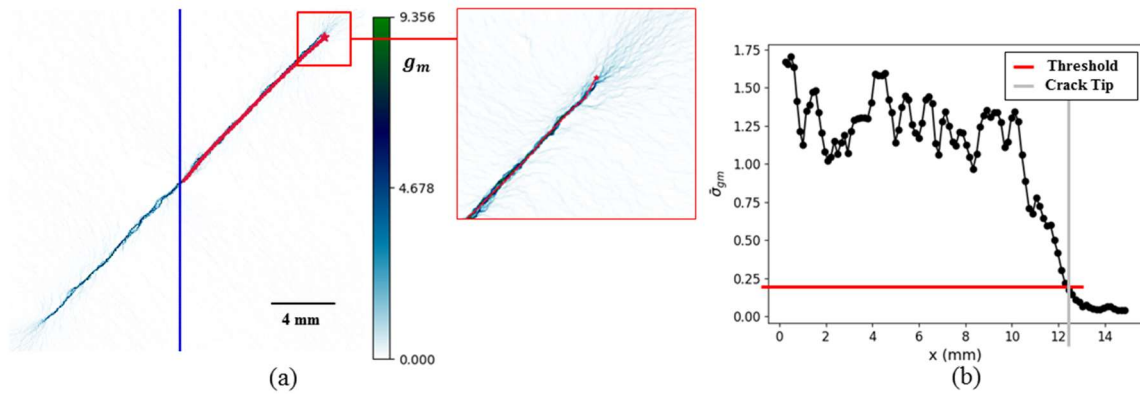 9.356
g_m
4.678
4 mm
0.000
(a)
1.75
1.50
1.25
1.00
0.75
0.50
0.25
0.00
σ̄_gm
Threshold
Crack Tip
0 2 4 6 8 10 12 14
x (mm)
(b)